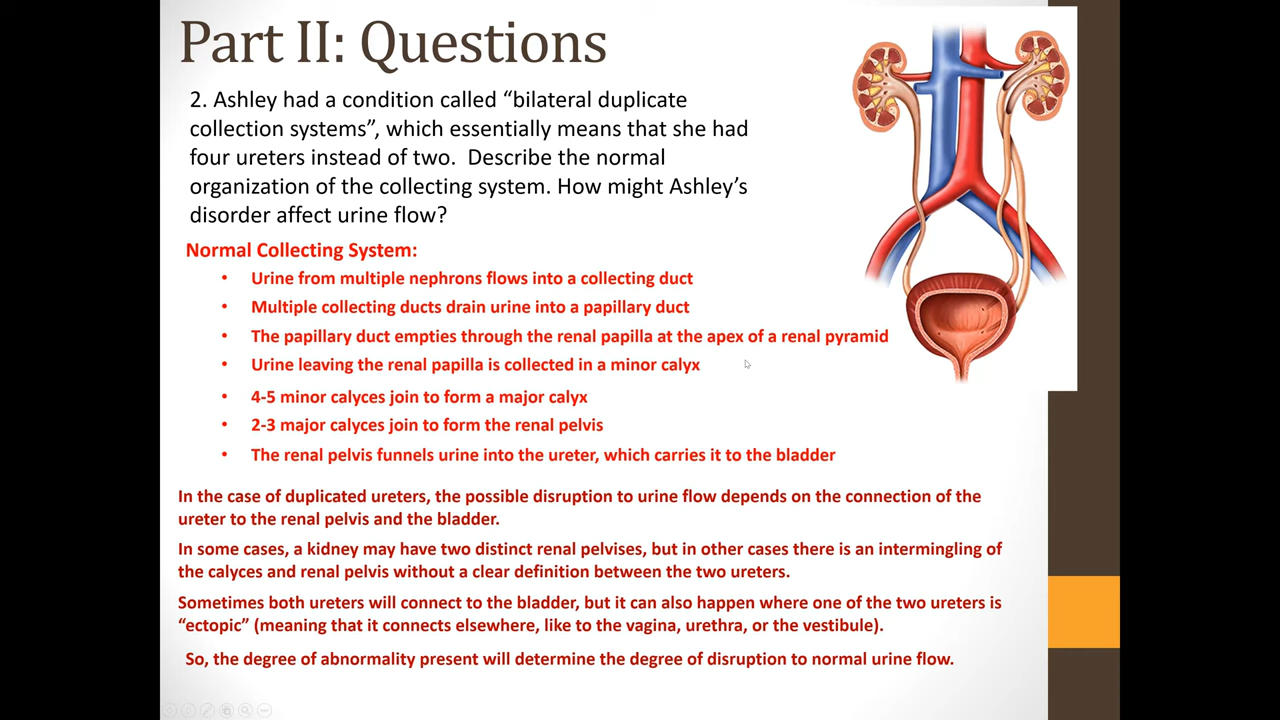 Part II: Questions
2. Ashley had a condition called “bilateral duplicate
collection systems”, which essentially means that she had
four ureters instead of two.  Describe the normal
organization of the collecting system. How might Ashley’s
disorder affect urine flow?
Normal Collecting System:
• Urine from multiple nephrons flows into a collecting duct
• Multiple collecting ducts drain urine into a papillary duct
• The papillary duct empties through the renal papilla at the apex of a renal pyramid
• Urine leaving the renal papilla is collected in a minor calyx
• 4-5 minor calyces join to form a major calyx
• 2-3 major calyces join to form the renal pelvis
• The renal pelvis funnels urine into the ureter, which carries it to the bladder
In the case of duplicated ureters, the possible disruption to urine flow depends on the connection of the
ureter to the renal pelvis and the bladder.
In some cases, a kidney may have two distinct renal pelvises, but in other cases there is an intermingling of
the calyces and renal pelvis without a clear definition between the two ureters.
Sometimes both ureters will connect to the bladder, but it can also happen where one of the two ureters is
“ectopic” (meaning that it connects elsewhere, like to the vagina, urethra, or the vestibule).
So, the degree of abnormality present will determine the degree of disruption to normal urine flow.